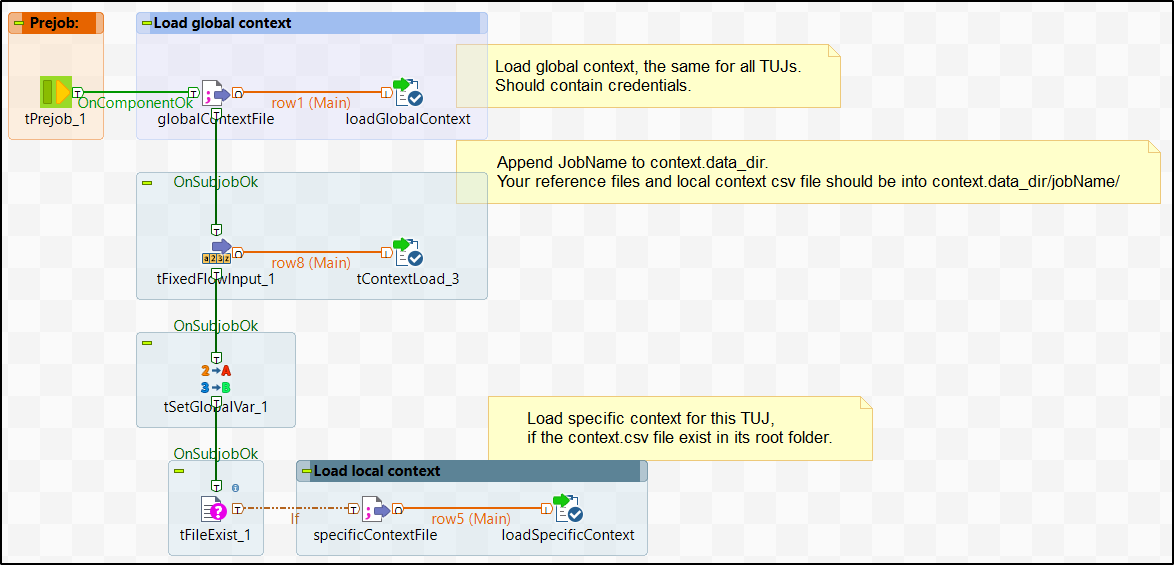 Prejob:
Load global context
Load global context, the same for all TUJs.
Should contain credentials.
OnComponentOk
row1 (Main)
tPrejob_1
globalContextFile
loadGlobalContext
Append JobName to context.data_dir.
Your reference files and local context csv file should be into context.data_dir/jobName/
OnSubjobOk
row8 (Main)
tFixedFlowInput_1
tContextLoad_3
OnSubjobOk
2 A
3 B
tSetGlobalVar_1
Load specific context for this TUJ,
if the context.csv file exist in its root folder.
OnSubjobOk
Load local context
If
row5 (Main)
tFileExist_1
specificContextFile
loadSpecificContext